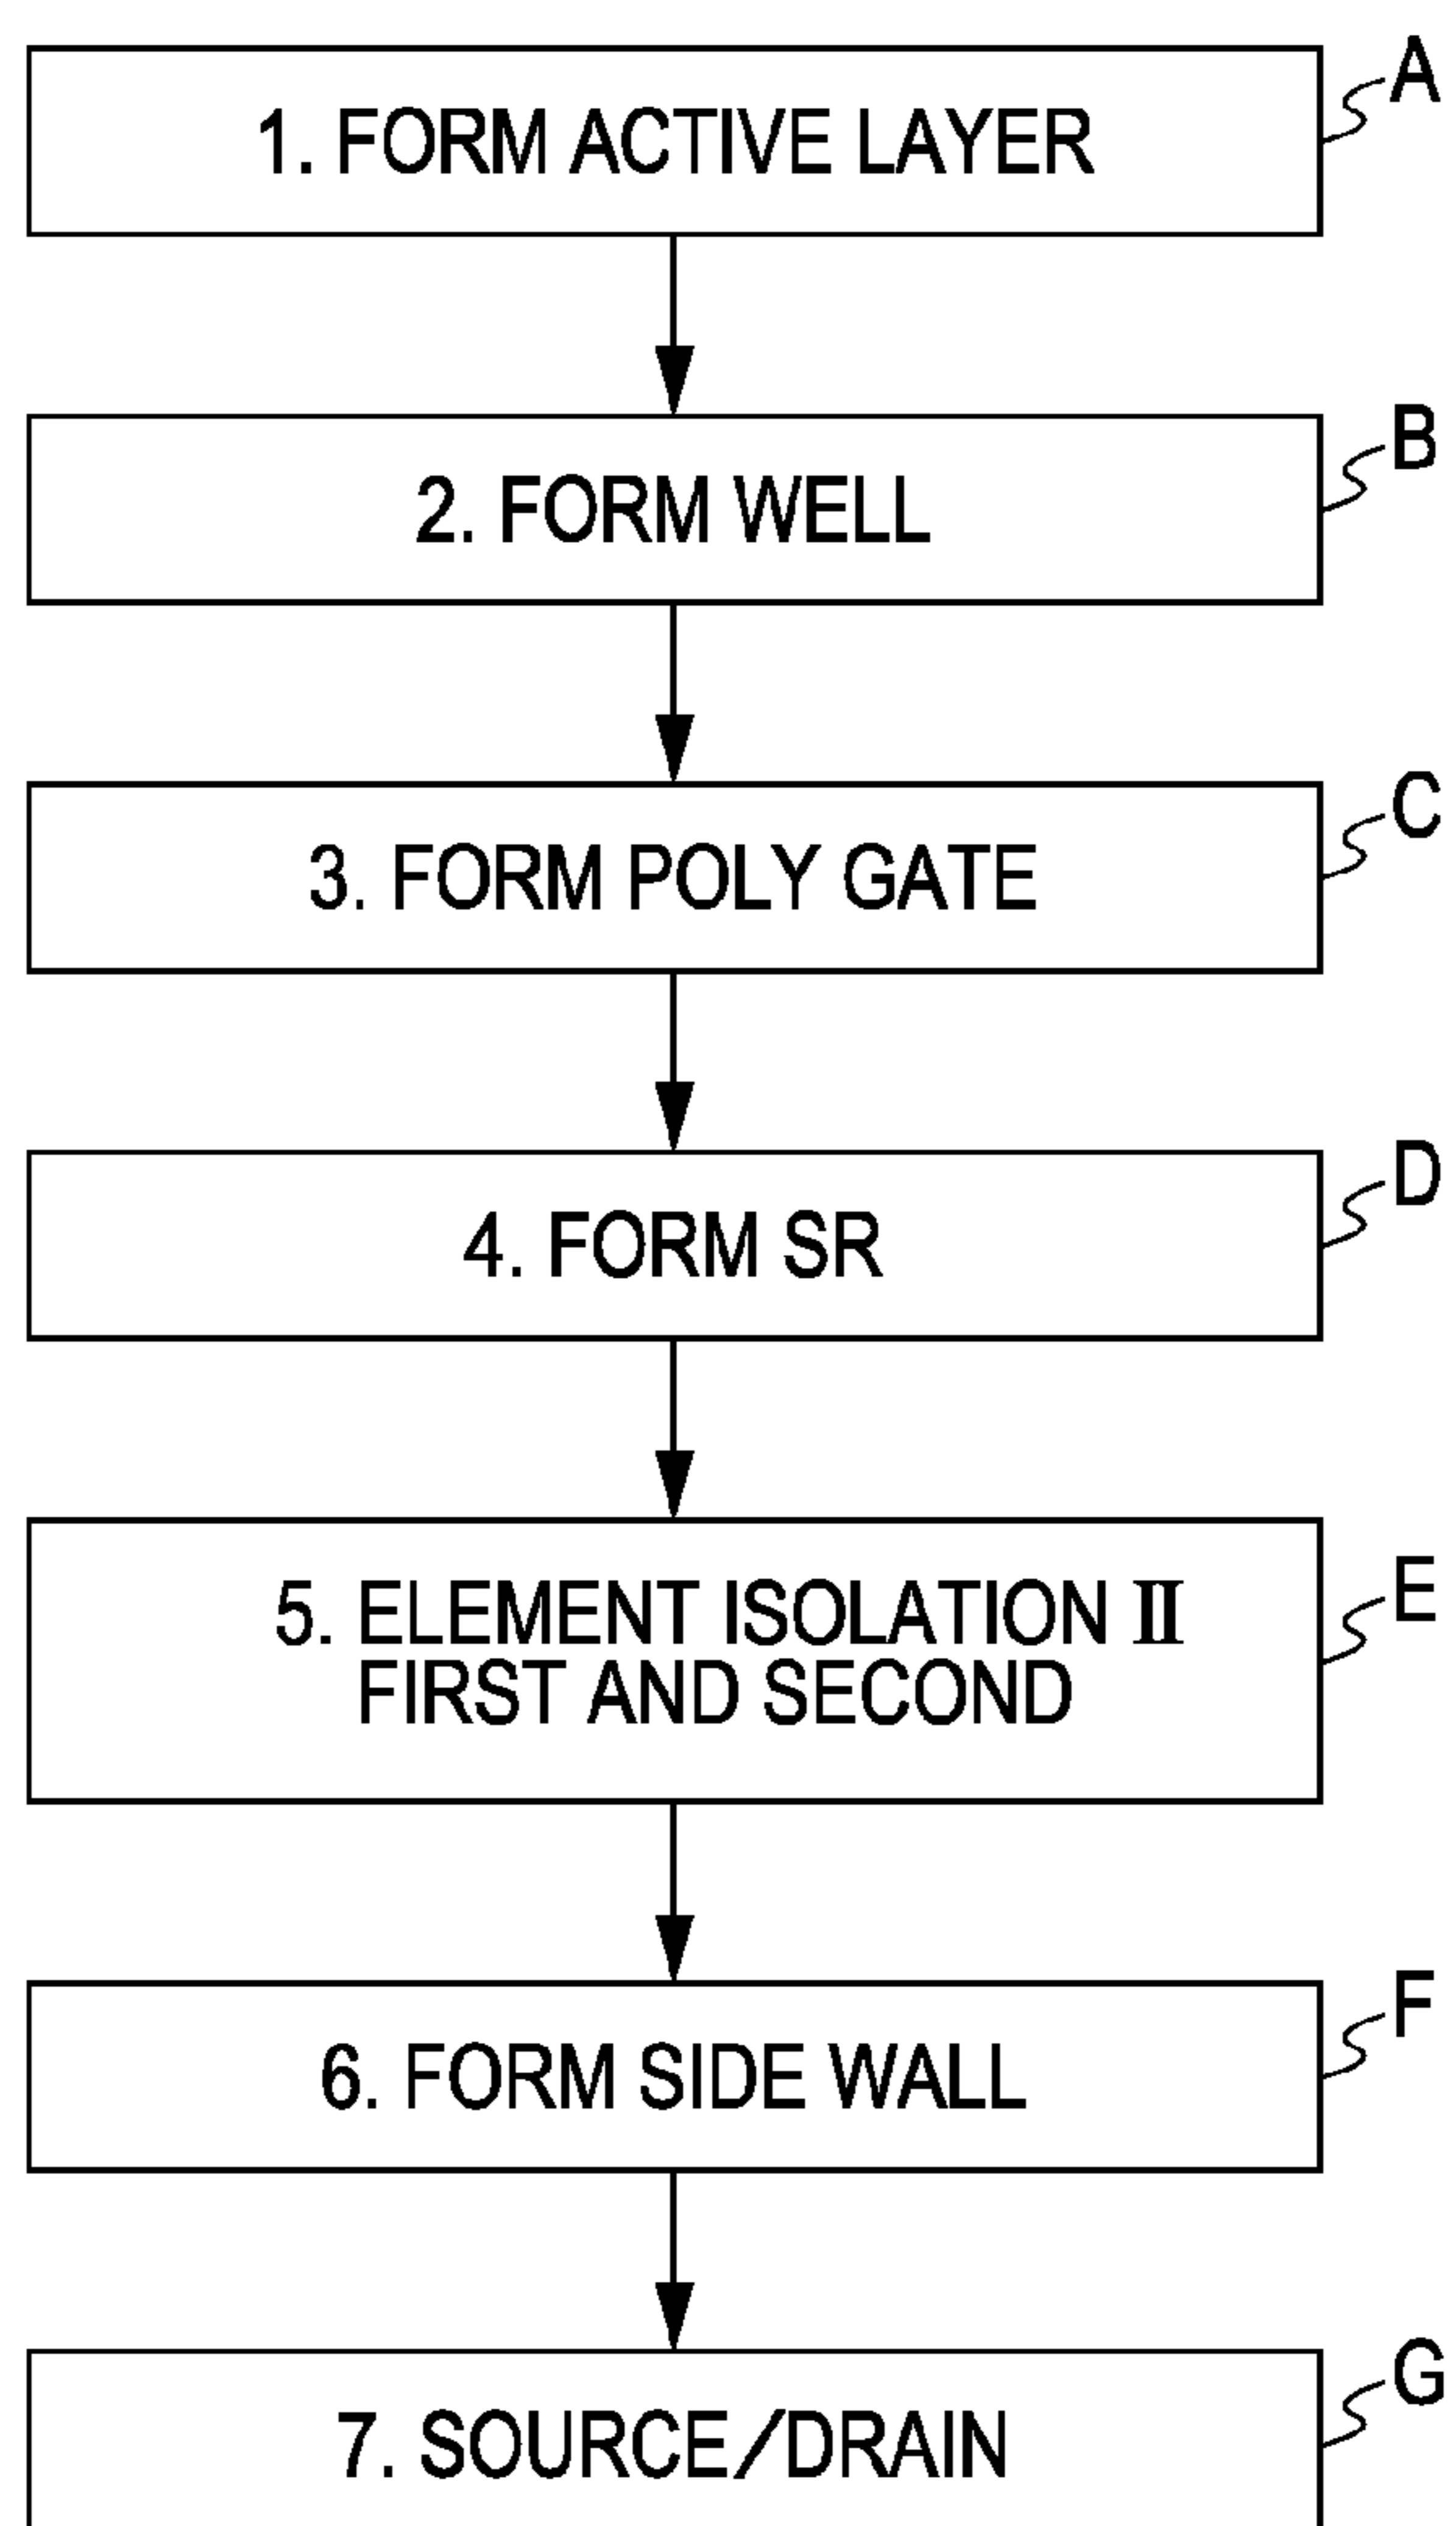 1. FORM ACTIVE LAYER
A
2. FORM WELL
B
3. FORM POLY GATE
C
4. FORM SR
D
5. ELEMENT ISOLATION II
FIRST AND SECOND
E
6. FORM SIDE WALL
F
7. SOURCE/DRAIN
G